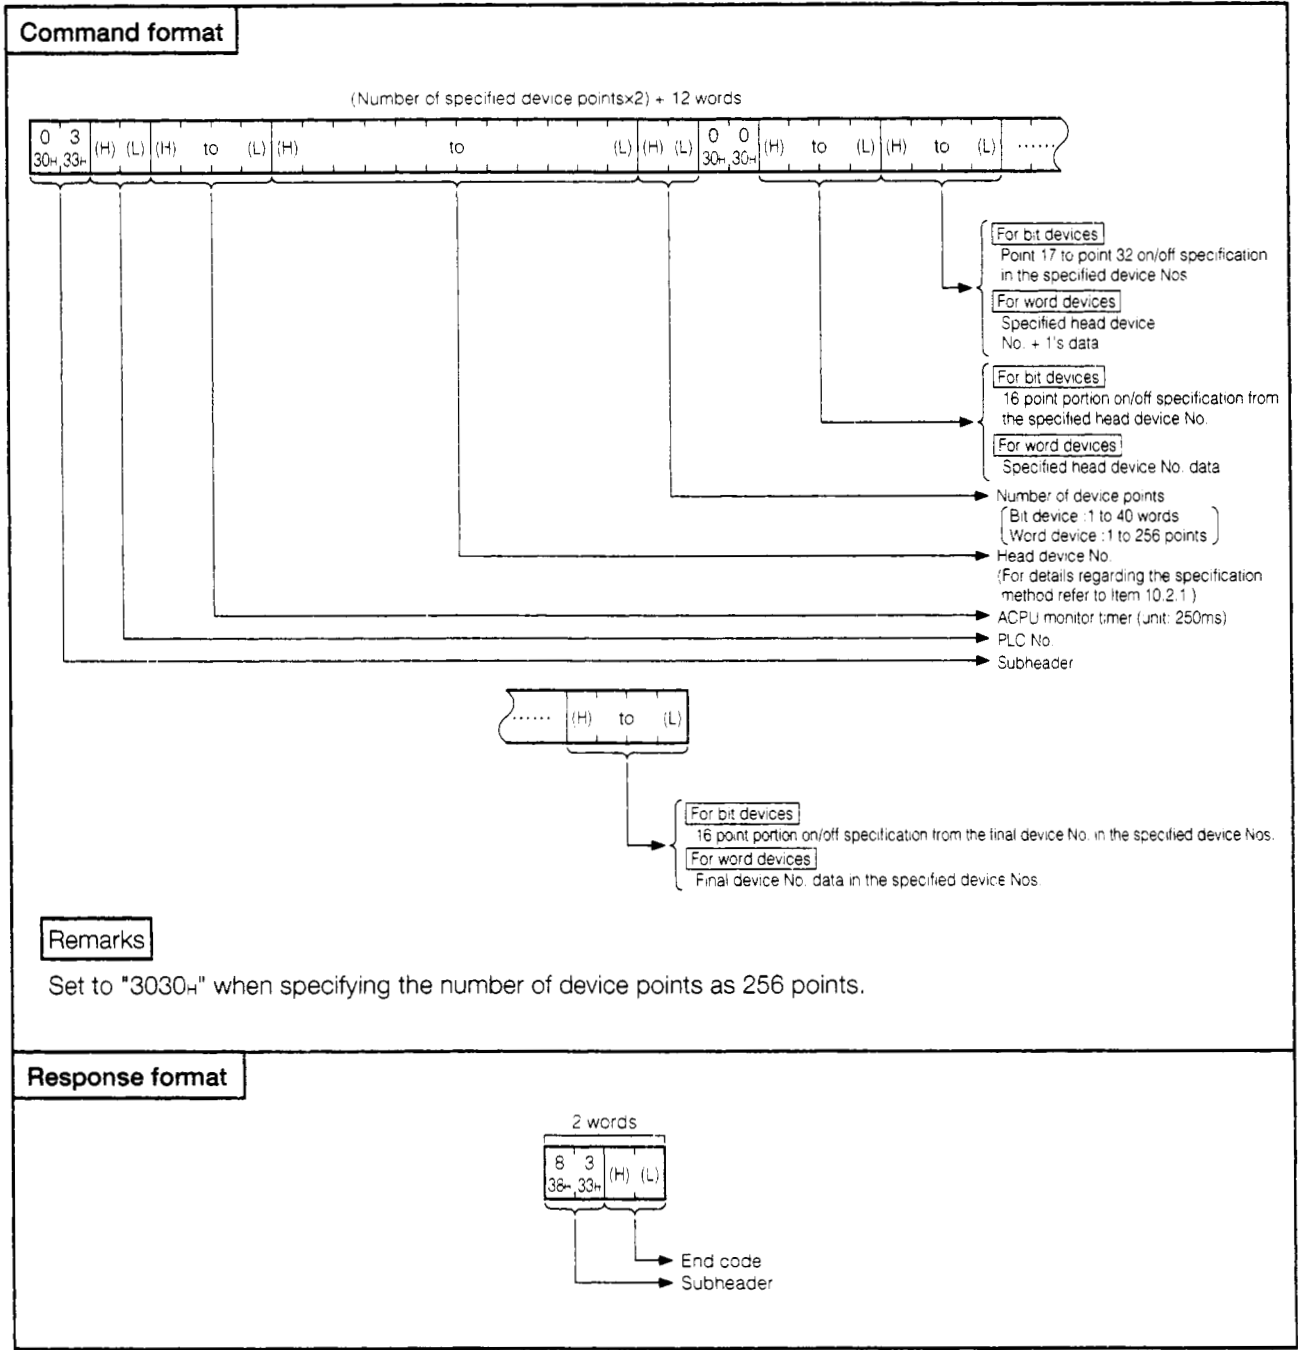 Command format
(Number of specified device points×2) + 12 words
0 3 (H) (L) (H) to (L) (H) to (L) (H) (L) 0 0 (H) to (L) (H) to (L) ······
30H 33H 30H 30H
For bit devices
Point 17 to point 32 on/off specification
in the specified device Nos
For word devices
Specified head device
No. + 1's data
For bit devices
16 point portion on/off specification from
the specified head device No.
For word devices
Specified head device No. data
Number of device points
Bit device :1 to 40 words
Word device :1 to 256 points
Head device No.
(For details regarding the specification
method refer to Item 10.2.1 )
ACPU monitor timer (unit: 250ms)
PLC No.
Subheader
······ (H) to (L)
For bit devices
16 point portion on/off specification from the final device No. in the specified device Nos.
For word devices
Final device No. data in the specified device Nos.
Remarks
Set to "3030H" when specifying the number of device points as 256 points.
Response format
2 words
8 3 (H) (L)
38H 33H
End code
Subheader